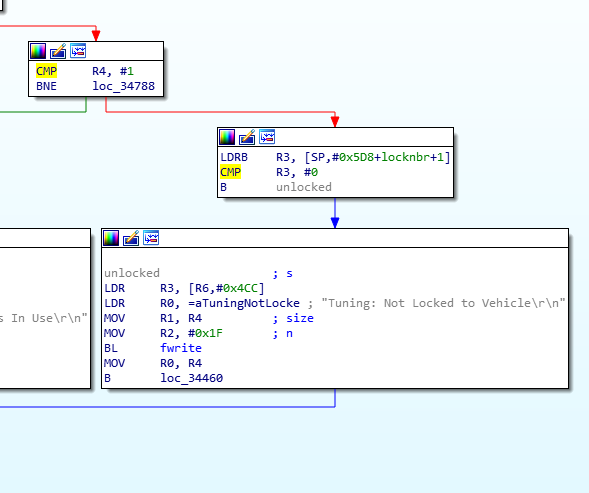 CMP R4, #1
BNE loc_34788
LDRB R3, [SP,#0x5D8+locknbr+1]
CMP R3, #0
B unlocked
s In Use\r\n"
unlocked ; s
LDR R3, [R6,#0x4CC]
LDR R0, =aTuningNotLocke ; "Tuning: Not Locked to Vehicle\r\n"
MOV R1, R4 ; size
MOV R2, #0x1F ; n
BL fwrite
MOV R0, R4
B loc_34460